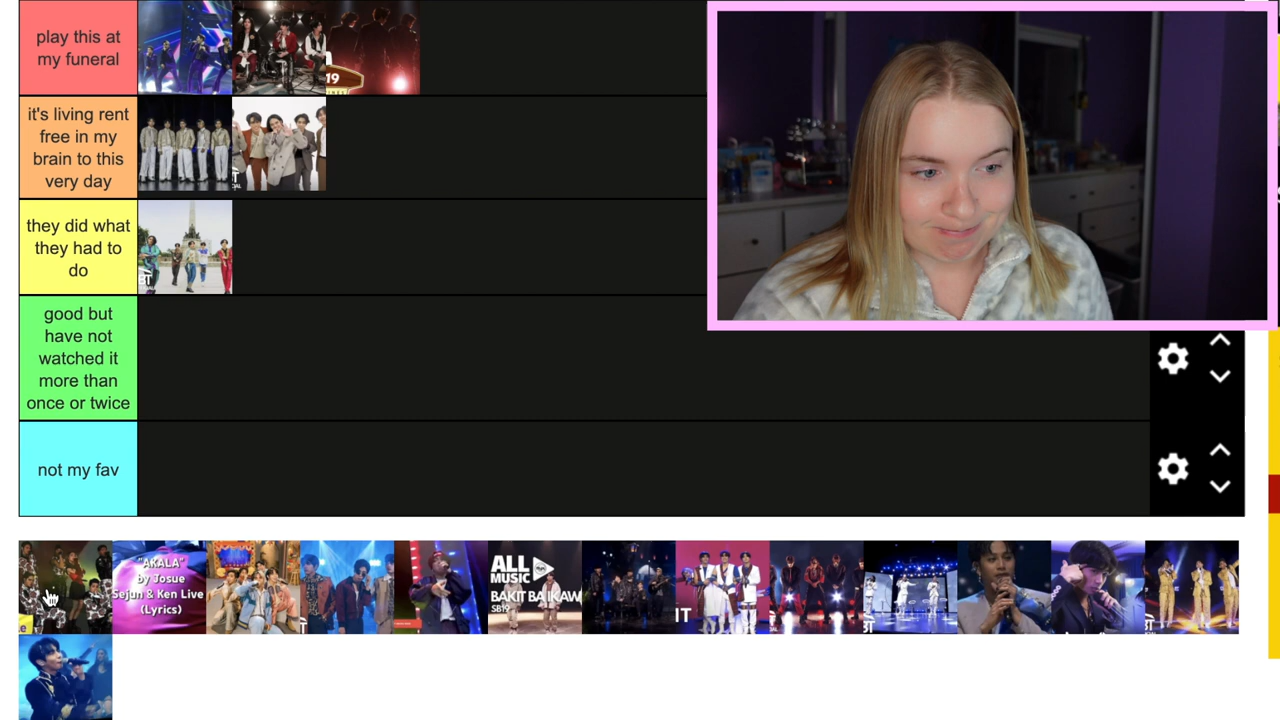 play this at
my funeral
19
it's living rent
free in my
brain to this
very day
they did what
they had to
do
BT
good but
have not
watched it
more than
once or twice
not my fav
"AKALA"
by Josue
Sejun & Ken Live
(Lyrics)
ALL
MUSIC
BAKIT BA IKAW
SB19
IT